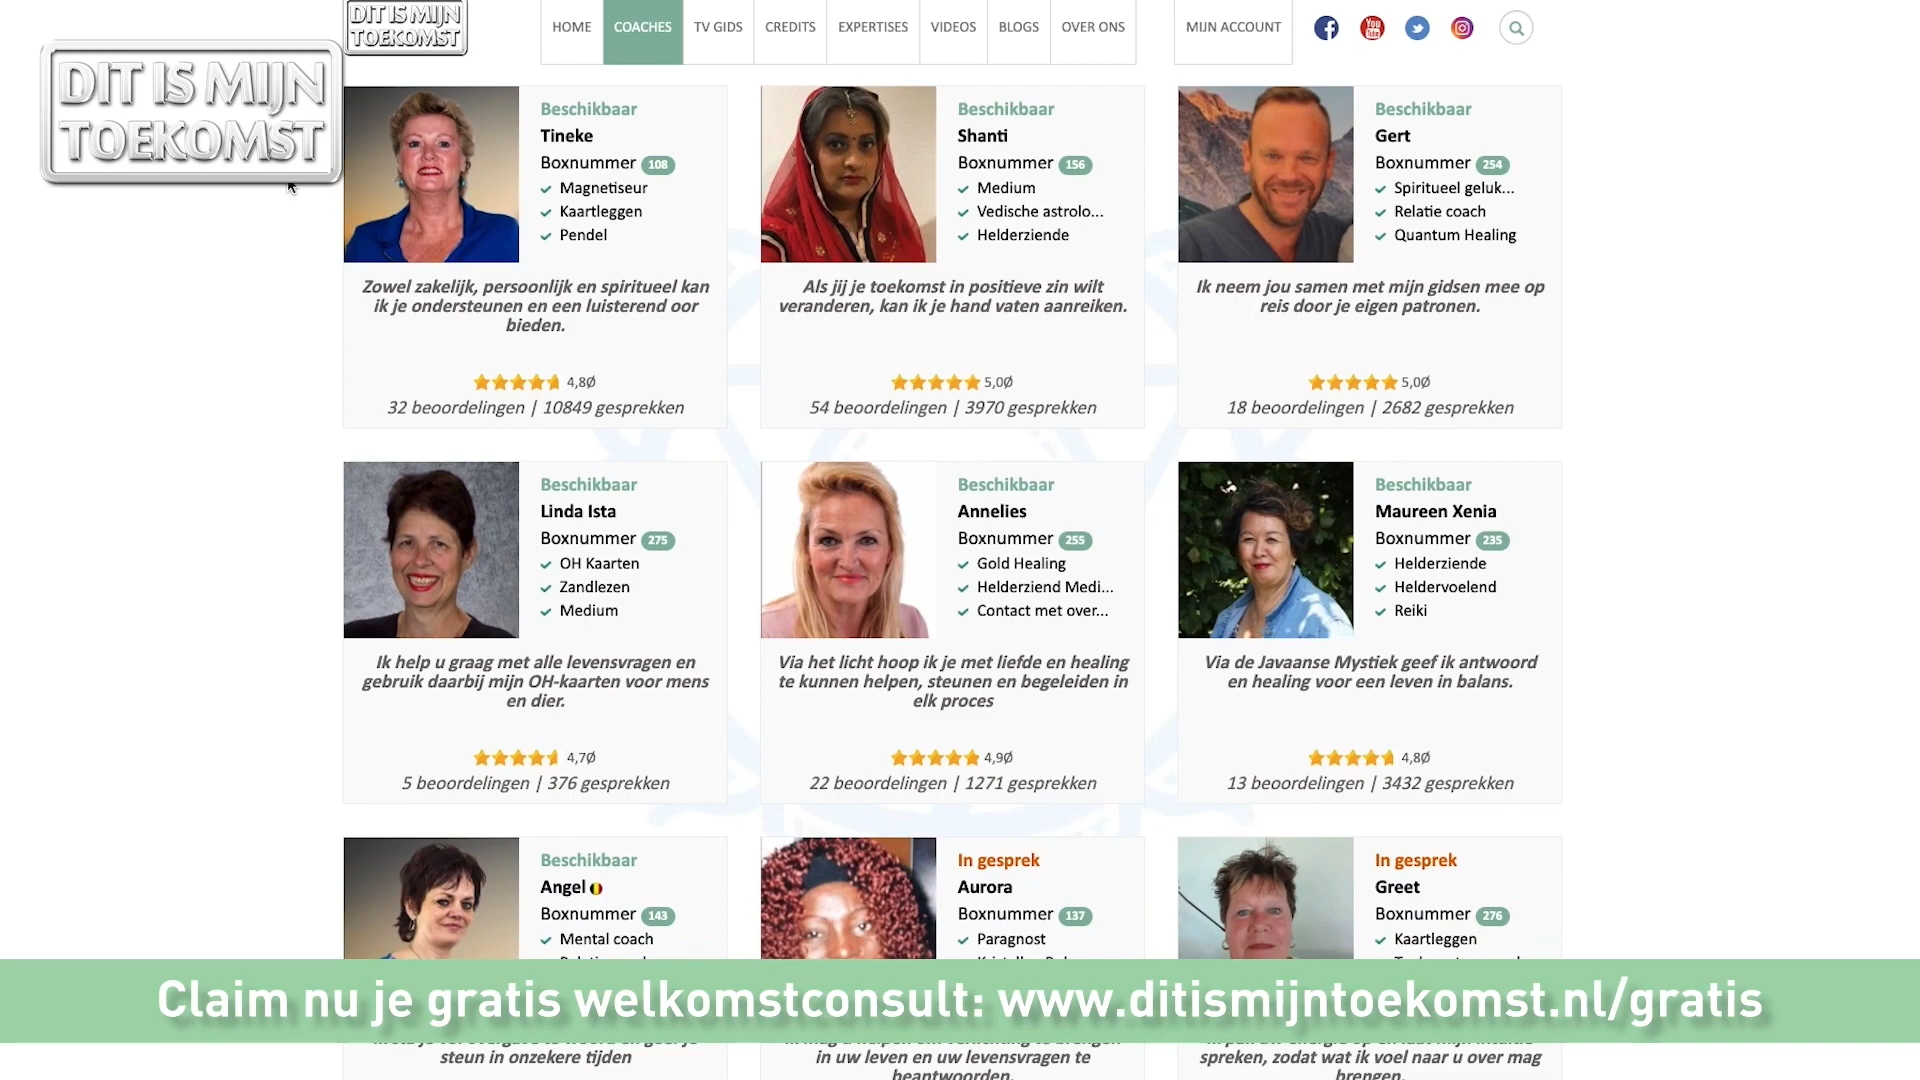 DIT IS MIJN
TOEKOMST
DIT IS MIJN
TOEKOMST
HOME COACHES TV GIDS CREDITS EXPERTISES VIDEOS BLOGS OVER ONS MIJN ACCOUNT
You
Tube
Beschikbaar
Tineke
Boxnummer 108
Magnetiseur
Kaartleggen
Pendel
Zowel zakelijk, persoonlijk en spiritueel kan
ik je ondersteunen en een luisterend oor
bieden.
4,8Ø
32 beoordelingen | 10849 gesprekken
Beschikbaar
Shanti
Boxnummer 156
Medium
Vedische astrolo...
Helderziende
Als jij je toekomst in positieve zin wilt
veranderen, kan ik je hand vaten aanreiken.
5,0Ø
54 beoordelingen | 3970 gesprekken
Beschikbaar
Gert
Boxnummer 254
Spiritueel geluk...
Relatie coach
Quantum Healing
Ik neem jou samen met mijn gidsen mee op
reis door je eigen patronen.
5,0Ø
18 beoordelingen | 2682 gesprekken
Beschikbaar
Linda Ista
Boxnummer 275
OH Kaarten
Zandlezen
Medium
Ik help u graag met alle levensvragen en
gebruik daarbij mijn OH-kaarten voor mens
en dier.
4,7Ø
5 beoordelingen | 376 gesprekken
Beschikbaar
Annelies
Boxnummer 255
Gold Healing
Helderziend Medi...
Contact met over...
Via het licht hoop ik je met liefde en healing
te kunnen helpen, steunen en begeleiden in
elk proces
4,9Ø
22 beoordelingen | 1271 gesprekken
Beschikbaar
Maureen Xenia
Boxnummer 235
Helderziende
Heldervoelend
Reiki
Via de Javaanse Mystiek geef ik antwoord
en healing voor een leven in balans.
4,8Ø
13 beoordelingen | 3432 gesprekken
Beschikbaar
Angel
Boxnummer 143
Mental coach
In gesprek
Aurora
Boxnummer 137
Paragnost
In gesprek
Greet
Boxnummer 276
Kaartleggen
Claim nu je gratis welkomstconsult: www.ditismijntoekomst.nl/gratis
steun in onzekere tijden
in uw leven en uw levensvragen te
beantwoorden.
spreken, zodat wat ik voel naar u over mag
brengen.